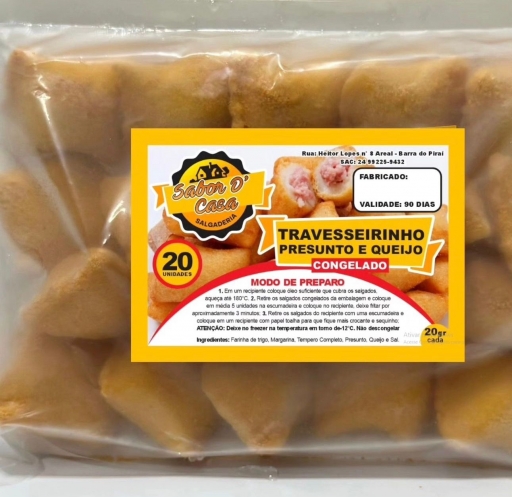 Rua: Heitor Lopes n° 8 Areal - Barra do Piraí
SAC: 24 99225-9432
FABRICADO:
VALIDADE: 90 DIAS
Sabor D'
Casa
SALGADERIA
TRAVESSEIRINHO
PRESUNTO E QUEIJO
CONGELADO
20
UNIDADES
MODO DE PREPARO
1. Em um recipiente coloque óleo suficiente que cubra os salgados,
aqueça até 180°C. 2. Retire os salgados congelados da embalagem e coloque
em média 5 unidades na escumadeira e coloque no recipiente, deixe fritar por
aproximadamente 3 minutos; 3. Retire os salgados do recipiente com uma escumadeira e
coloque em um recipiente com papel toalha para que fique mais crocante e sequinho;
ATENÇÃO: Deixe no freezer na temperatura em torno de-12°C. Não descongelar
Ingredientes: Farinha de trigo, Margarina, Tempero Completo, Presunto, Queijo e Sal.
20gr
cada